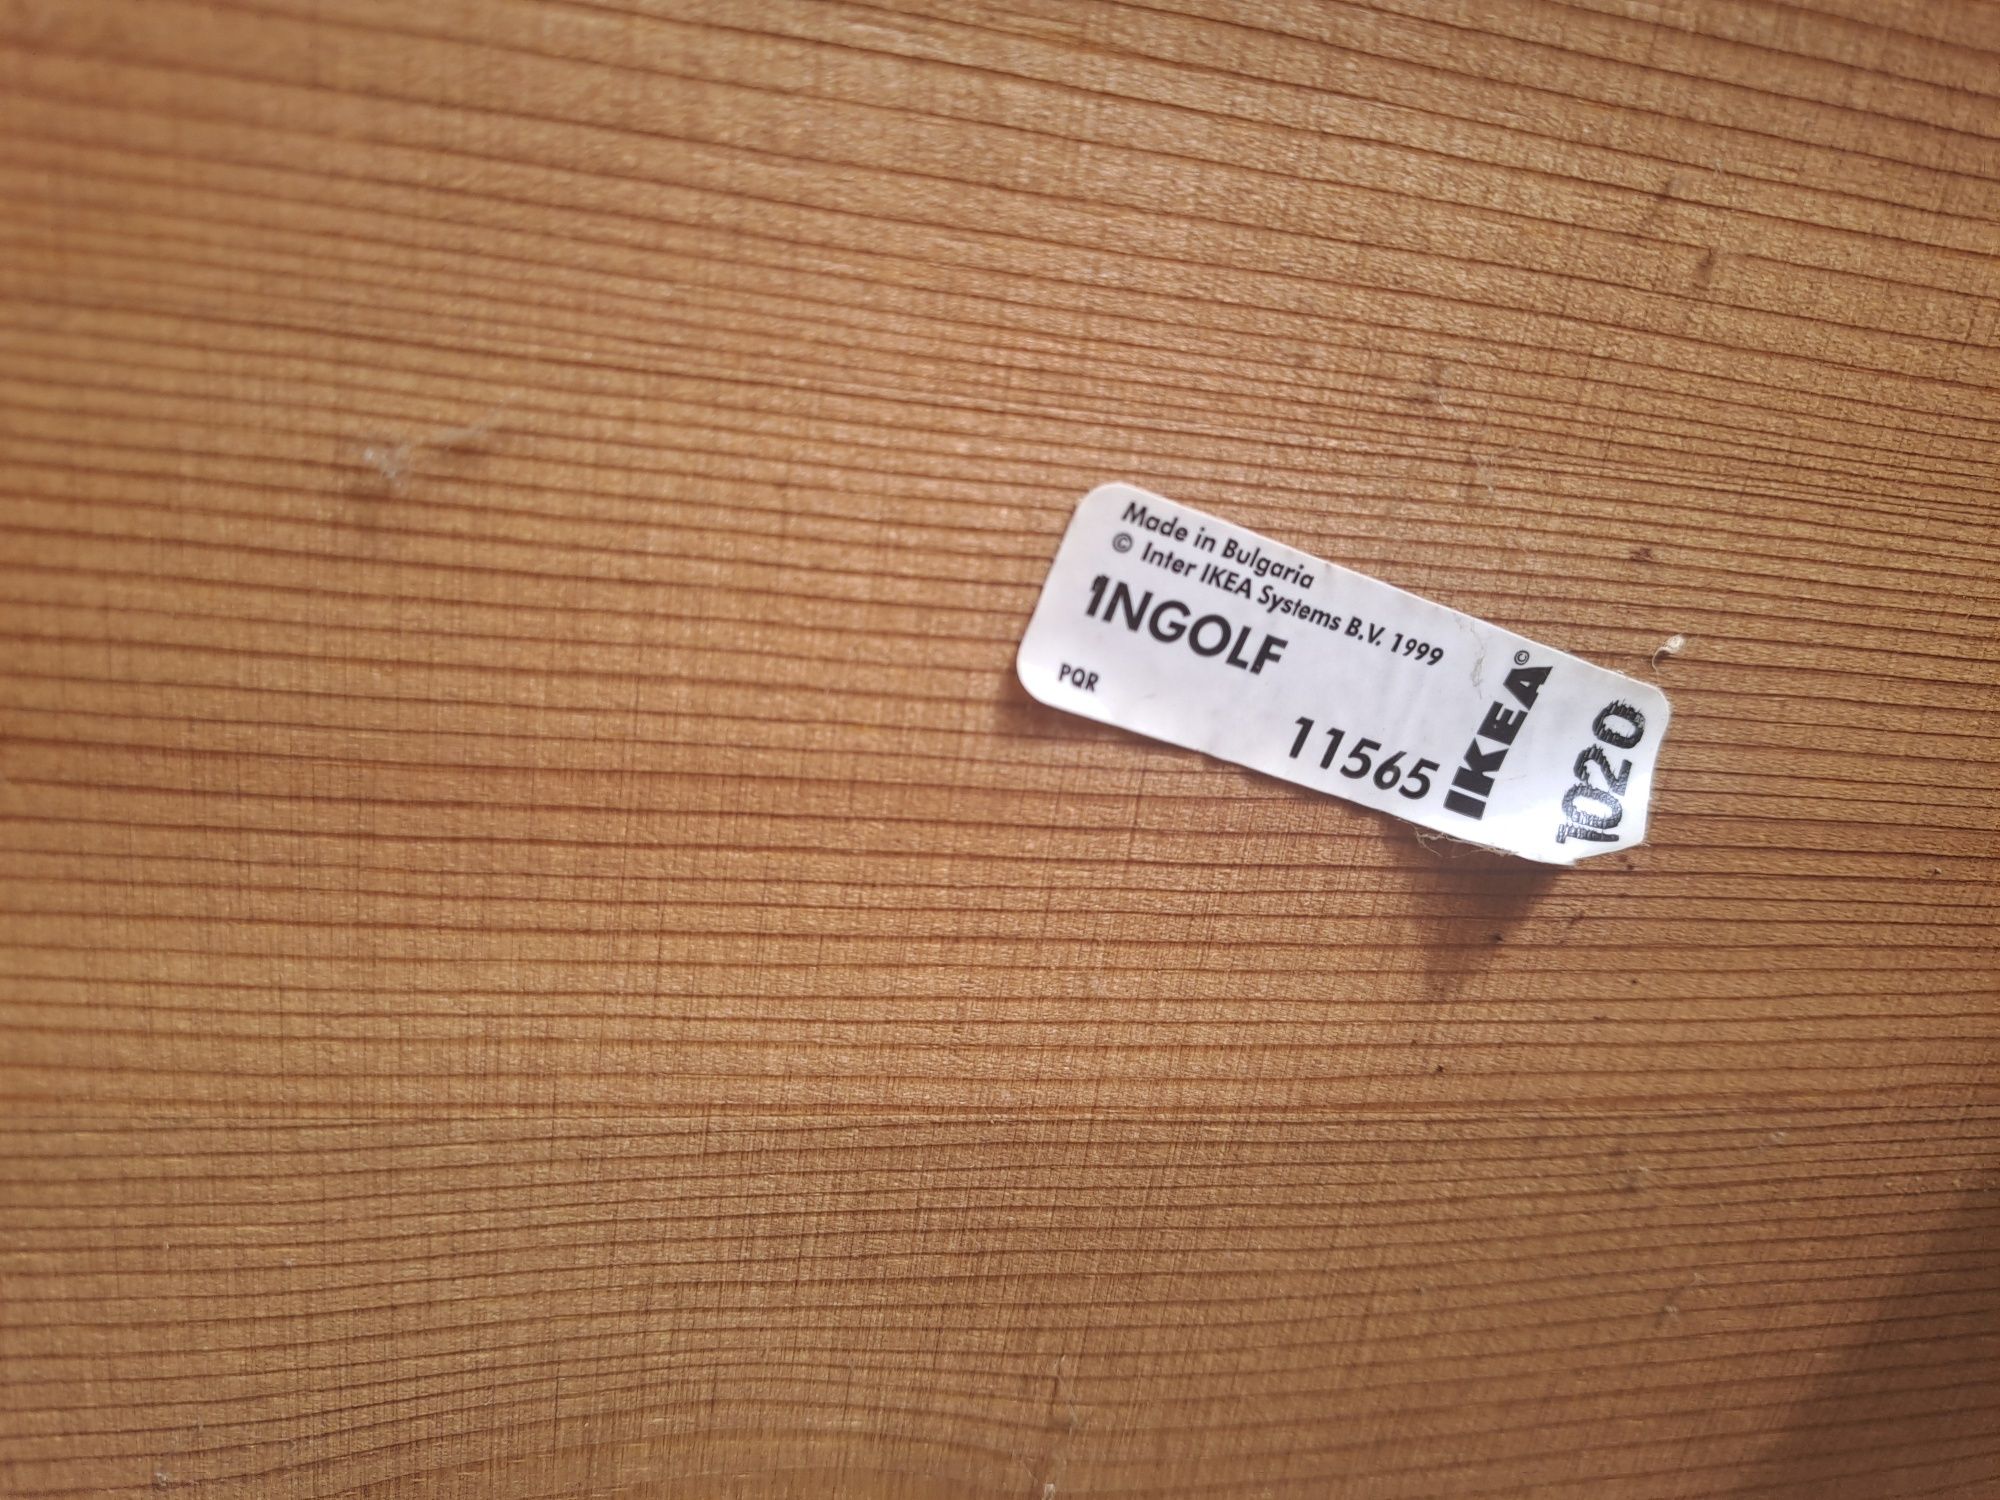 Made in Bulgaria
© Inter IKEA Systems B.V. 1999
INGOLF
PQR
11565
IKEA©
1020